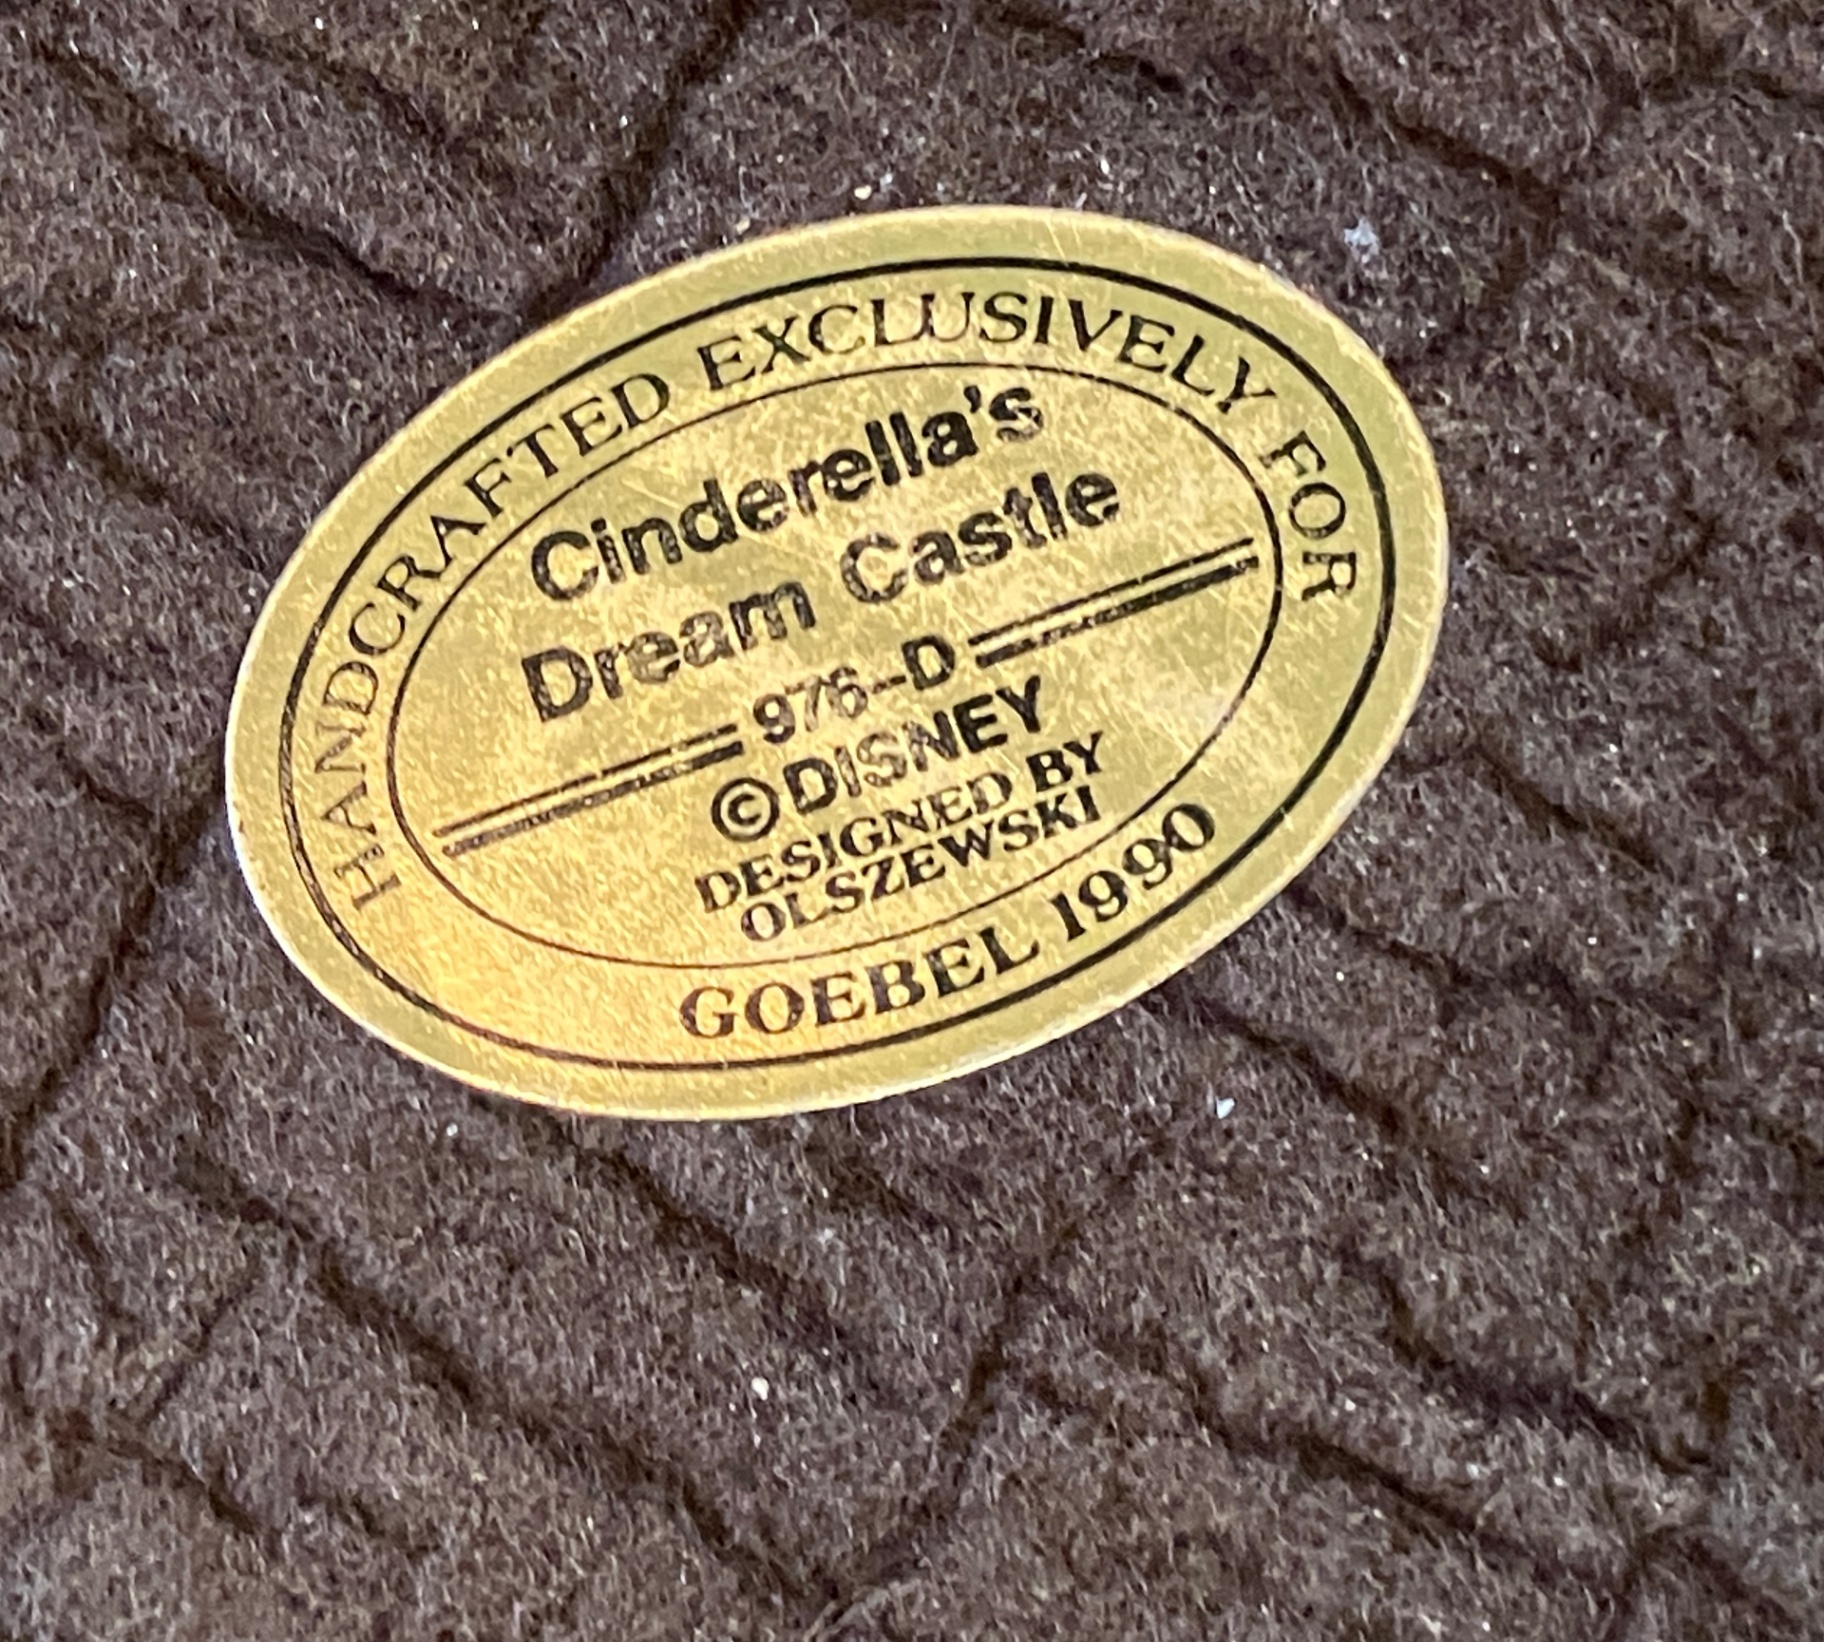 HANDCRAFTED EXCLUSIVELY FOR
Cinderella's
Dream Castle
976-D
©DISNEY
DESIGNED BY
OLSZEWSKI
GOEBEL 1990